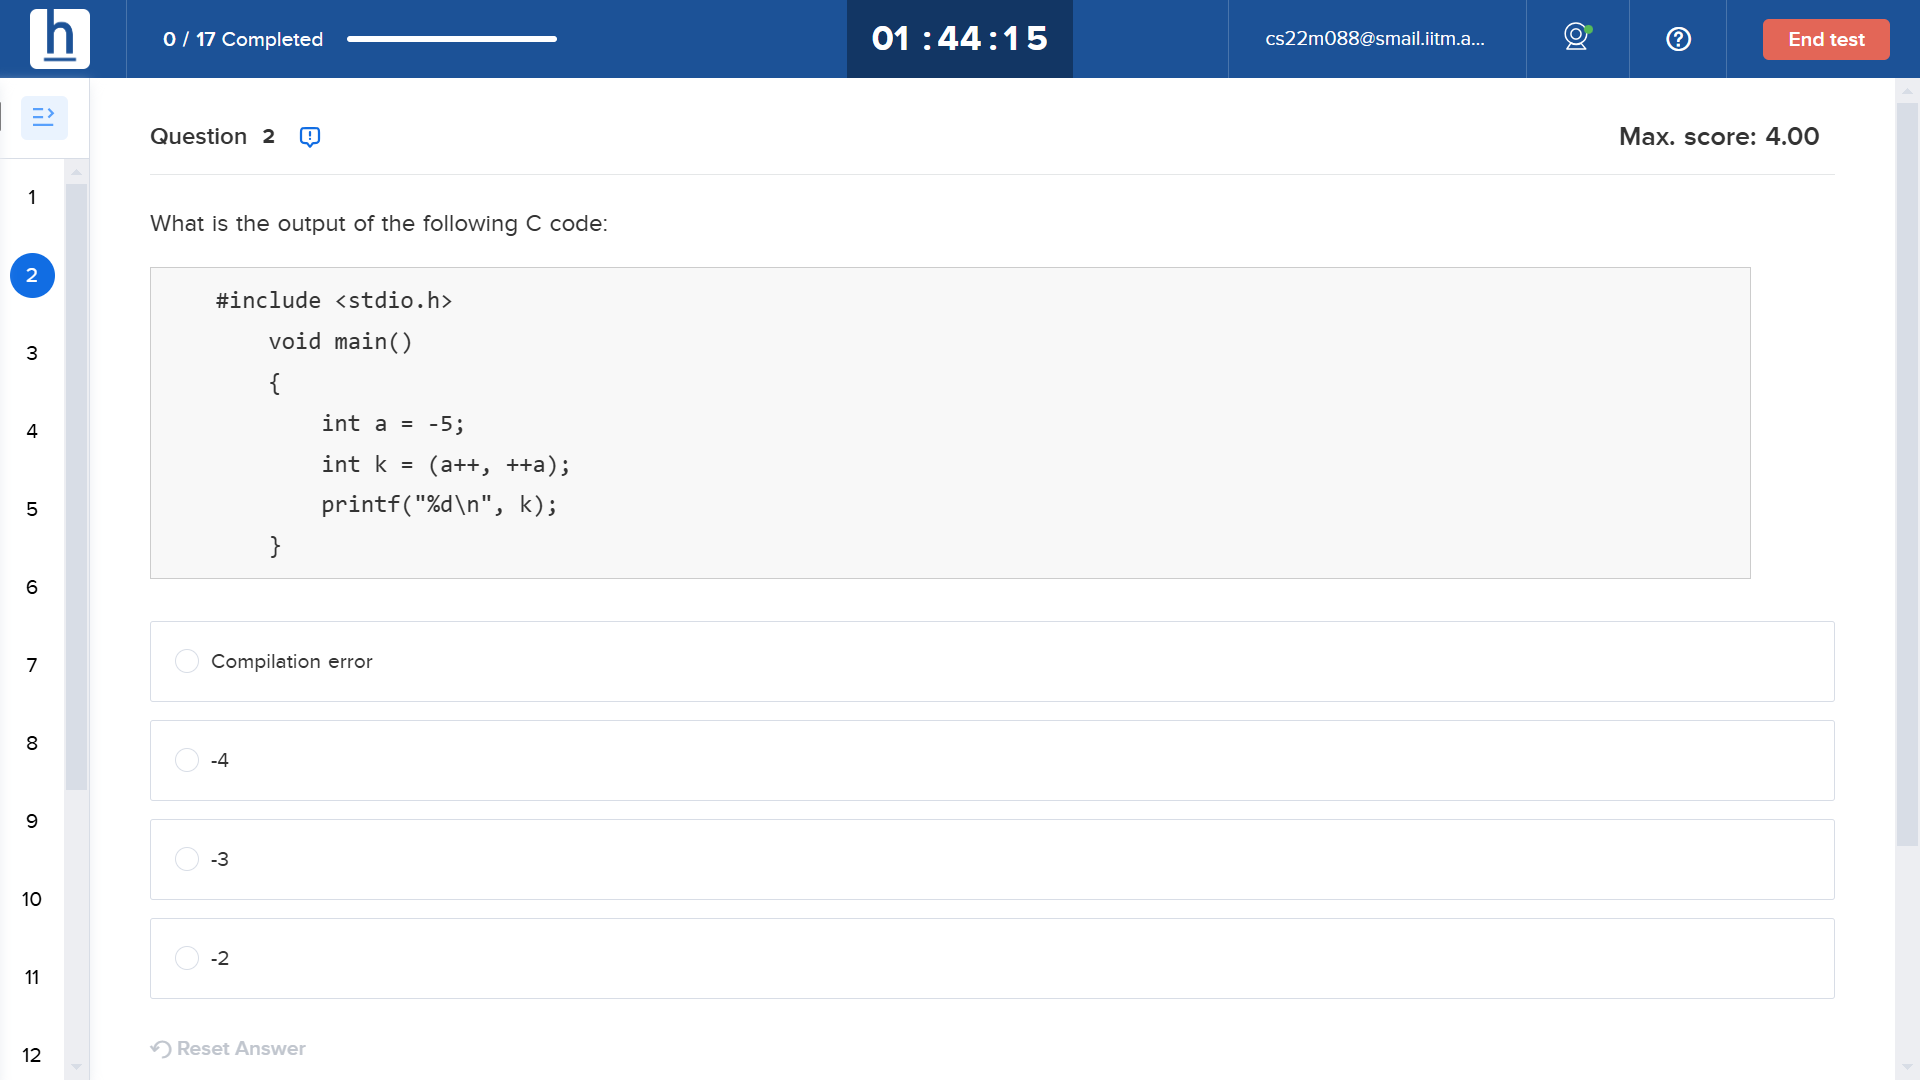 h
0 / 17 Completed
01 : 44 : 15
cs22m088@smail.iitm.a...
End test
Question 2
Max. score: 4.00
What is the output of the following C code:
#include <stdio.h>
void main()
{
int a = -5;
int k = (a++, ++a);
printf("%d\n", k);
}
Compilation error
-4
-3
-2
Reset Answer
1
2
3
4
5
6
7
8
9
10
11
12